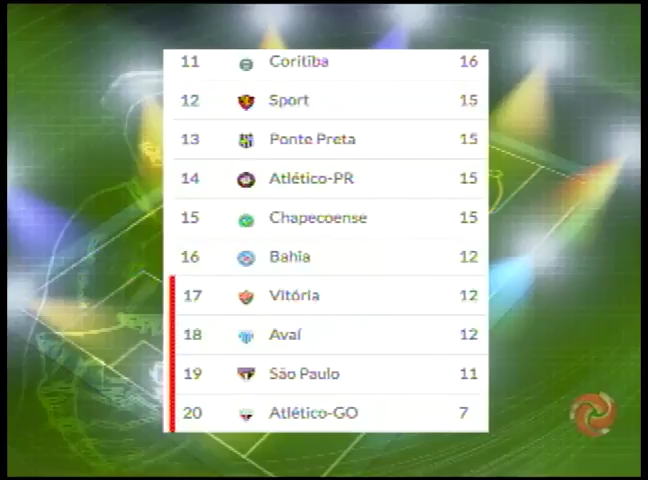 11 Coritiba 16
12 Sport 15
13 Ponte Preta 15
14 Atlético-PR 15
15 Chapecoense 15
16 Bahia 12
17 Vitória 12
18 Avaí 12
19 São Paulo 11
20 Atlético-GO 7